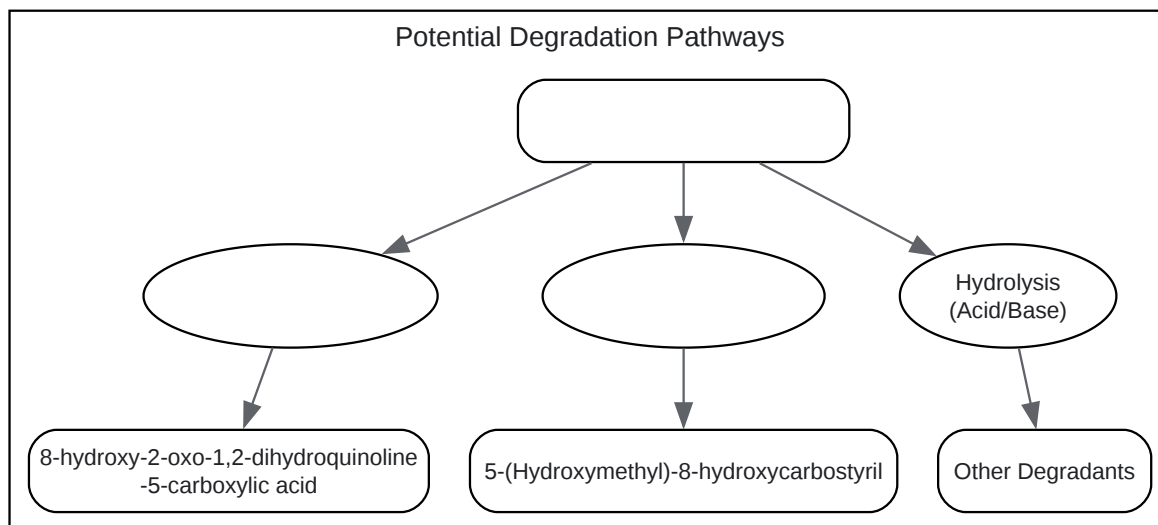 Potential Degradation Pathways
Hydrolysis
(Acid/Base)
8-hydroxy-2-oxo-1,2-dihydroquinoline
-5-carboxylic acid
5-(Hydroxymethyl)-8-hydroxycarbostyril
Other Degradants